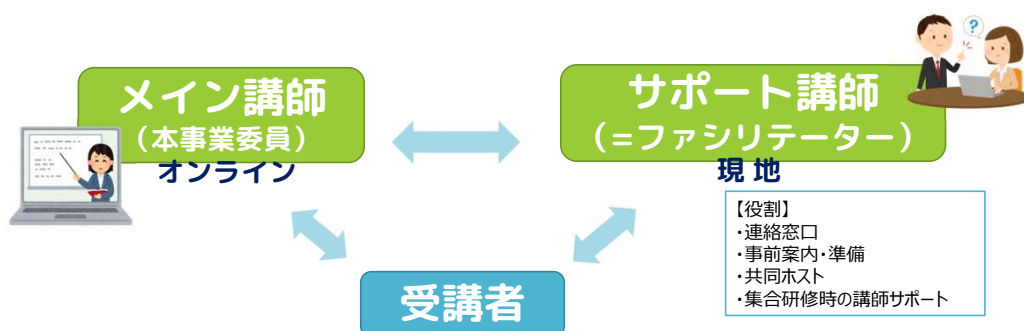 メイン講師
（本事業委員）
オンライン
サポート講師
（=ファシリテーター）
現 地
?
【役割】
・連絡窓口
・事前案内・準備
・共同ホスト
・集合研修時の講師サポート
受講者